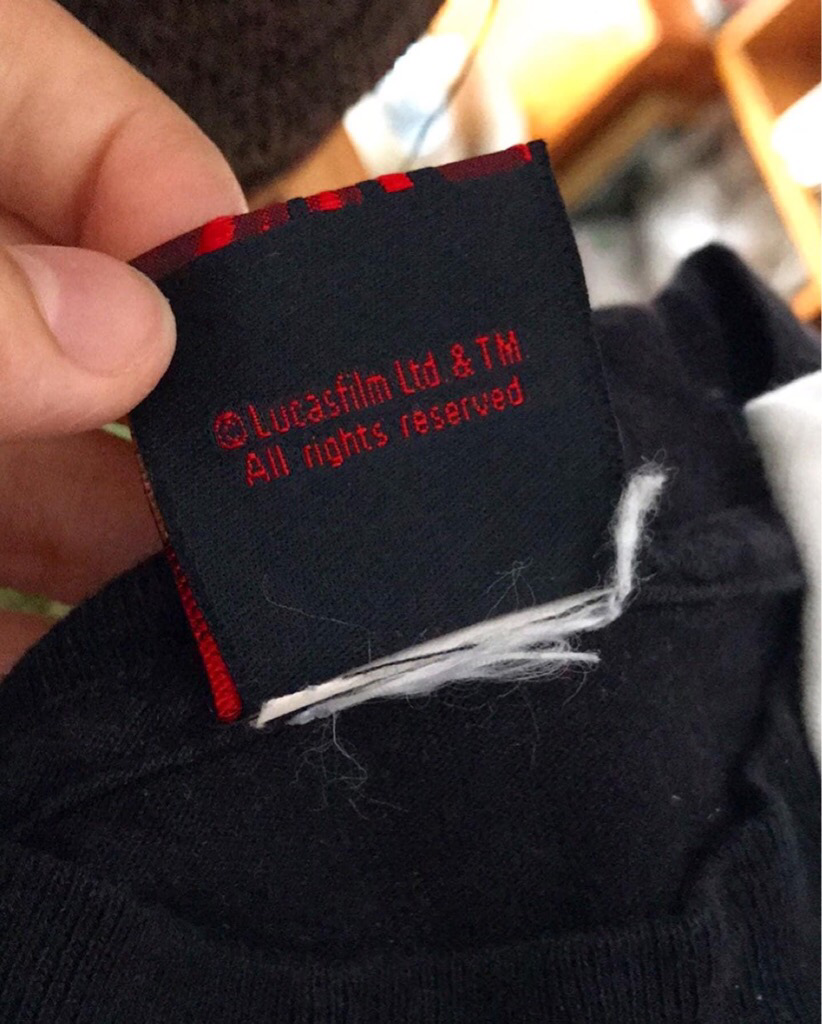 ©Lucasfilm Ltd. & TM
All rights reserved